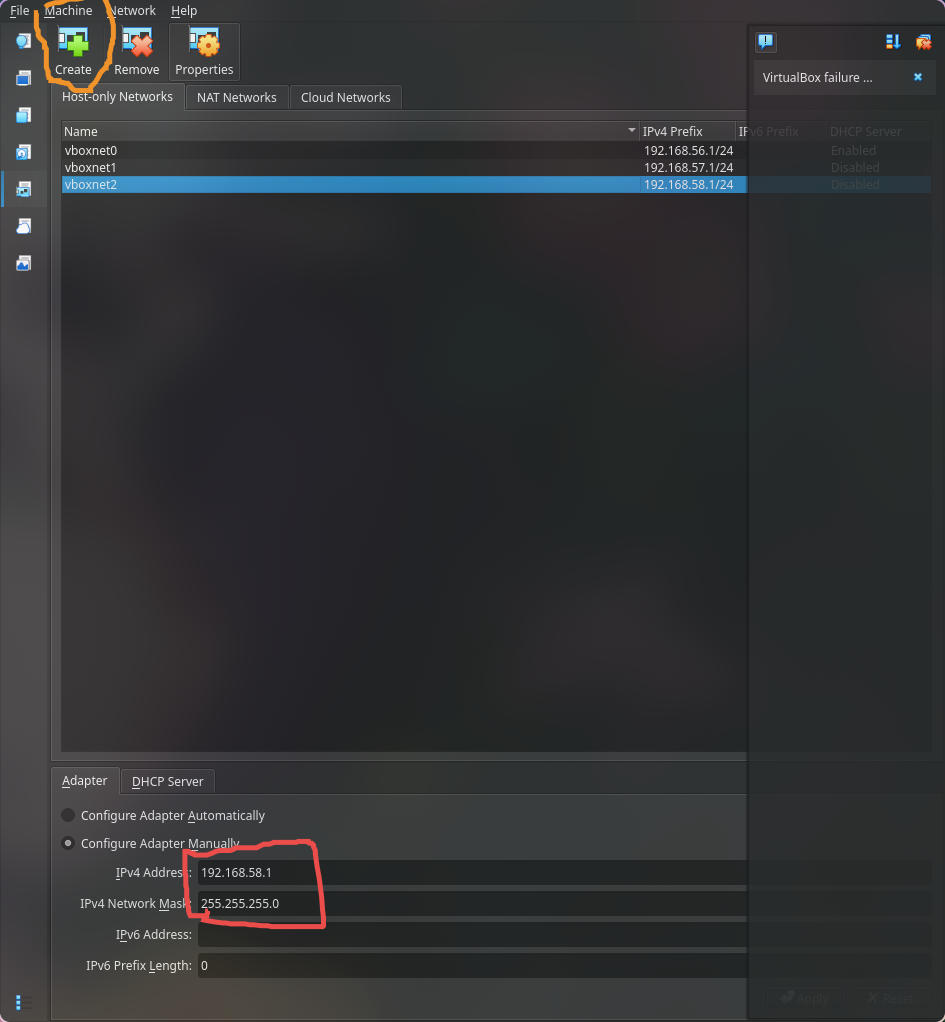 File Machine Network Help
Create Remove Properties
VirtualBox failure ...
Host-only Networks NAT Networks Cloud Networks
Name IPv4 Prefix IPv6 Prefix DHCP Server
vboxnet0 192.168.56.1/24 Enabled
vboxnet1 192.168.57.1/24 Disabled
vboxnet2 192.168.58.1/24 Disabled
Adapter DHCP Server
Configure Adapter Automatically
Configure Adapter Manually
IPv4 Address: 192.168.58.1
IPv4 Network Mask: 255.255.255.0
IPv6 Address:
IPv6 Prefix Length: 0
Apply Reset